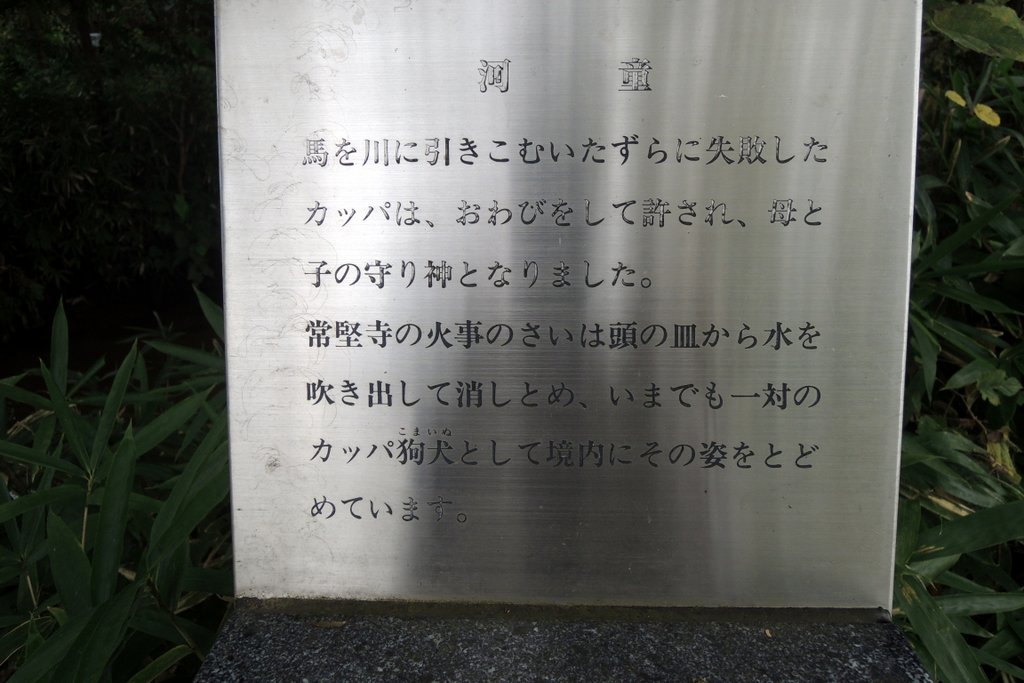 河童
馬を川に引きこむいたずらに失敗した
カッパは、おわびをして許され、母と
子の守り神となりました。
常堅寺の火事のさいは頭の皿から水を
吹き出して消しとめ、いまでも一対の
こまいぬ
カッパ狗犬として境内にその姿をとど
めています。